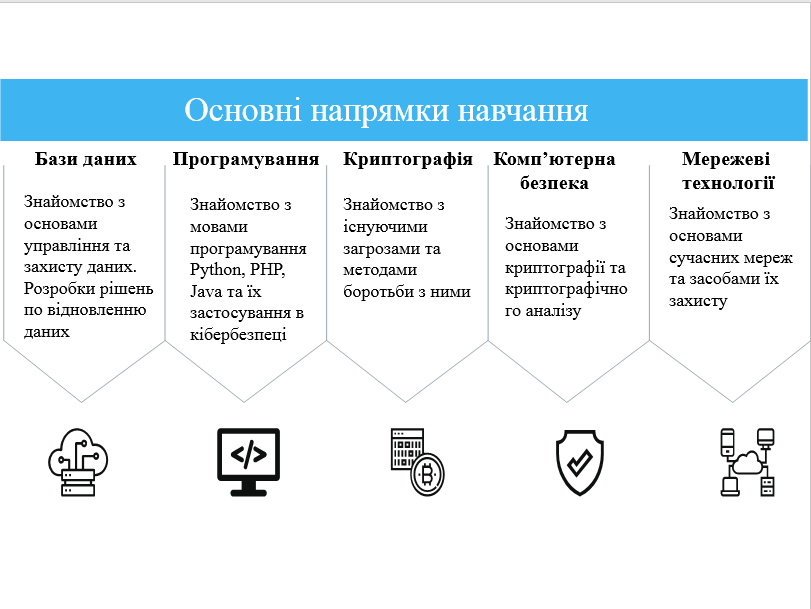 Основні напрямки навчання
Бази даних
Знайомство з
основами
управління та
захисту даних.
Розробки рішень
по відновленню
даних
Програмування
Знайомство з
мовами
програмування
Python, PHP,
Java та їх
застосування в
кібербезпеці
Криптографія
Знайомство з
існуючими
загрозами та
методами
боротьби з ними
Комп’ютерна
безпека
Знайомство з
основами
криптографії та
криптографічно
го аналізу
Мережеві
технології
Знайомство з
основами
сучасних мереж
та засобами їх
захисту